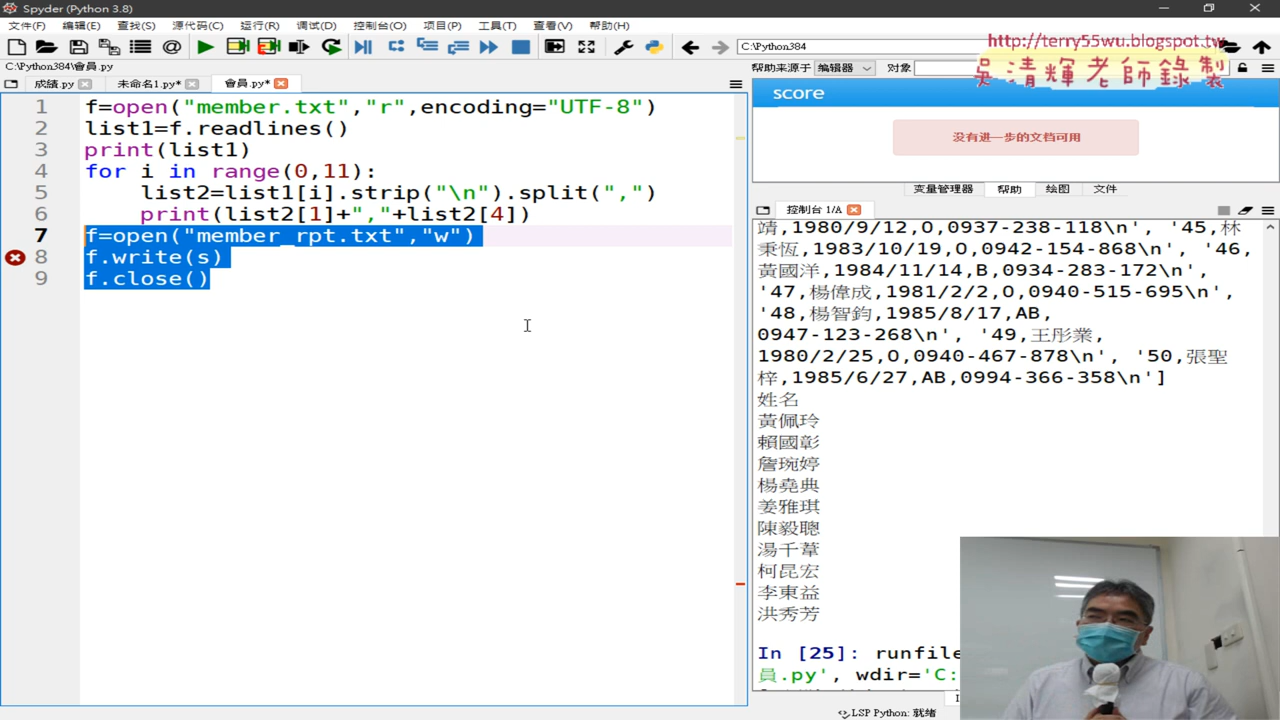 Spyder (Python 3.8)
文件(F) 编辑(E) 查找(S) 源代码(C) 运行(R) 调试(D) 控制台(O) 项目(P) 工具(T) 查看(V) 帮助(H)
C:\Python384
http://terry55wu.blogspot.tw
吳清輝老師錄製
C:\Python384\會員.py
帮助来源于 编辑器 对象
成績.py 未命名1.py* 會員.py*
score
没有进一步的文档可用
变量管理器 帮助 绘图 文件
1 f=open("member.txt","r",encoding="UTF-8")
2 list1=f.readlines()
3 print(list1)
4 for i in range(0,11):
5 list2=list1[i].strip("\n").split(",")
6 print(list2[1]+","+list2[4])
7 f=open("member_rpt.txt","w")
8 f.write(s)
9 f.close()
控制台 1/A
靖,1980/9/12,O,0937-238-118\n', '45,林
秉恆,1983/10/19,O,0942-154-868\n', '46,
黃國洋,1984/11/14,B,0934-283-172\n',
'47,楊偉成,1981/2/2,O,0940-515-695\n',
'48,楊智鈞,1985/8/17,AB,
0947-123-268\n', '49,王彤業,
1980/2/25,O,0940-467-878\n', '50,張聖
梓,1985/6/27,AB,0994-366-358\n']
姓名
黃佩玲
賴國彰
詹琬婷
楊堯典
姜雅琪
陳毅聰
湯千葦
柯昆宏
李東益
洪秀芳
In [25]: runfile
員.py', wdir='C:
LSP Python: 就绪